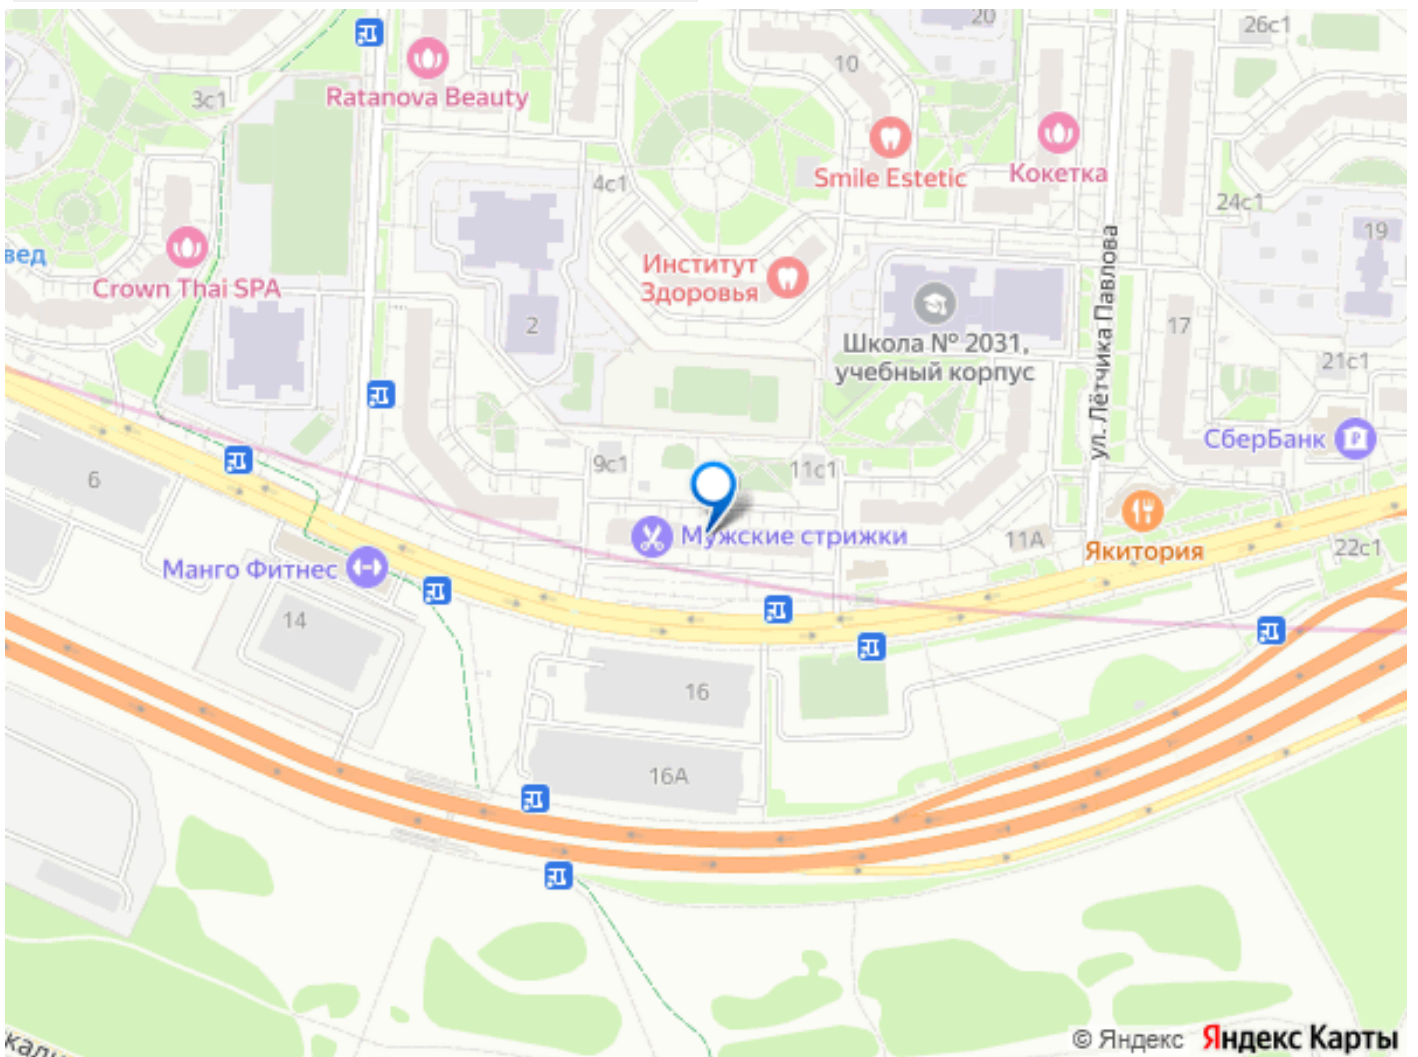 20
26с1
10
3с1
Ratanova Beauty
Smile Estetic
Кокетка
4с1
24с1
19
вед
Crown Thai SPA
Институт
Здоровья
ул. Лётчика Павлова
2
17
Школа № 2031,
учебный корпус
21с1
СберБанк
9с1
11с1
6
Мужские стрижки
11А
Якитория
22с1
Манго Фитнес
14
16
16А
© Яндекс Яндекс Карты